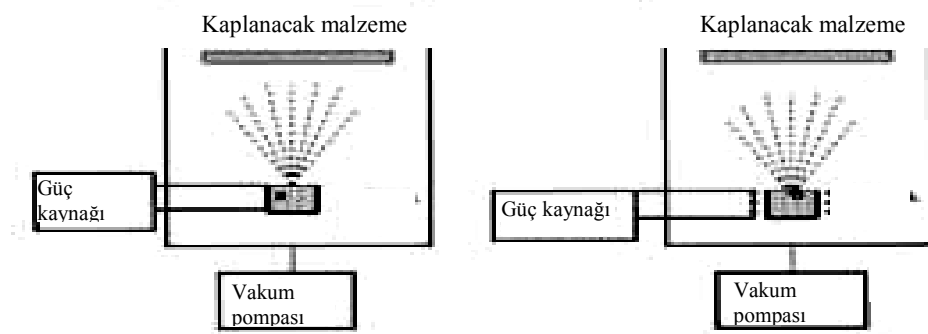 Kaplanacak malzeme
Güç
kaynağı
Vakum
pompası
Kaplanacak malzeme
Güç kaynağı
Vakum
pompası